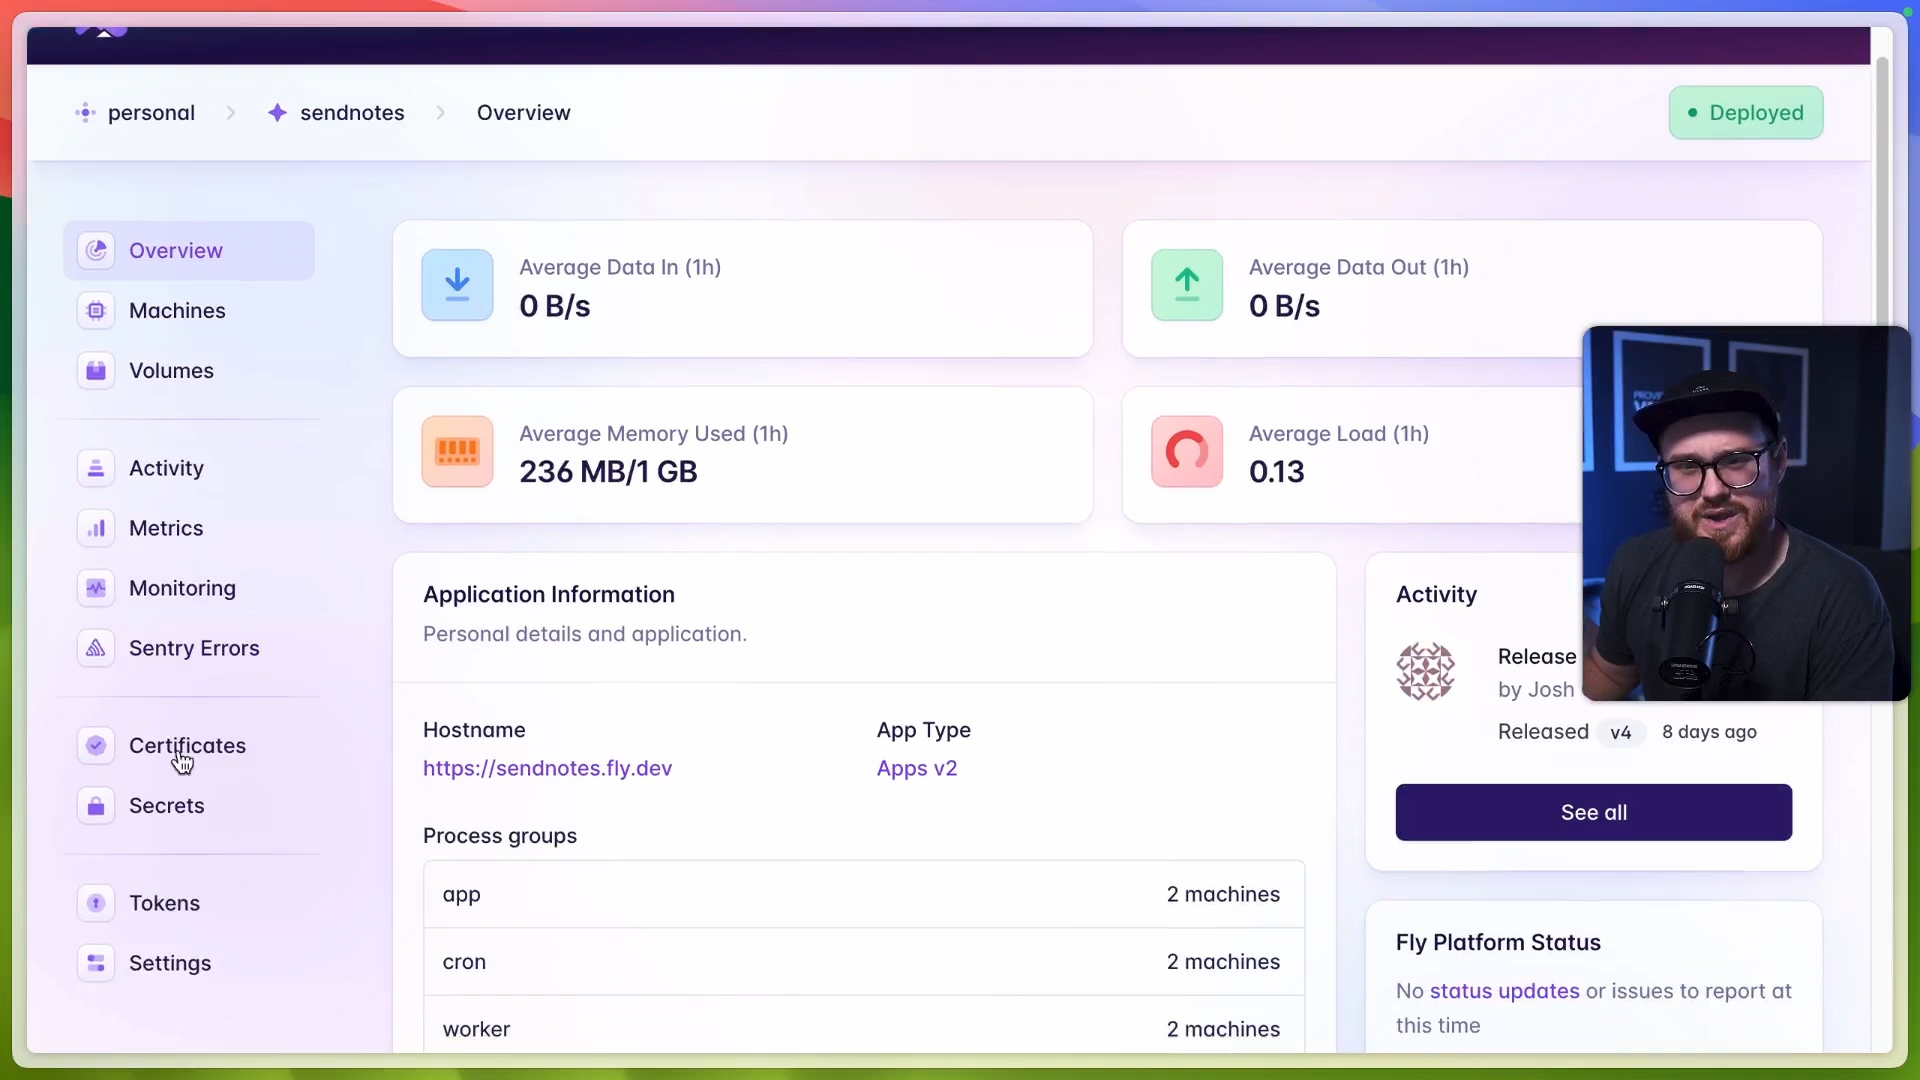 personal
sendnotes
Overview
Deployed
Overview
Machines
Volumes
Activity
Metrics
Monitoring
Sentry Errors
Certificates
Secrets
Tokens
Settings
Average Data In (1h)
0 B/s
Average Data Out (1h)
0 B/s
Average Memory Used (1h)
236 MB/1 GB
Average Load (1h)
0.13
Application Information
Personal details and application.
Hostname
https://sendnotes.fly.dev
App Type
Apps v2
Process groups
app 2 machines
cron 2 machines
worker 2 machines
Activity
Release
by Josh
Released v4 8 days ago
See all
Fly Platform Status
No status updates or issues to report at
this time